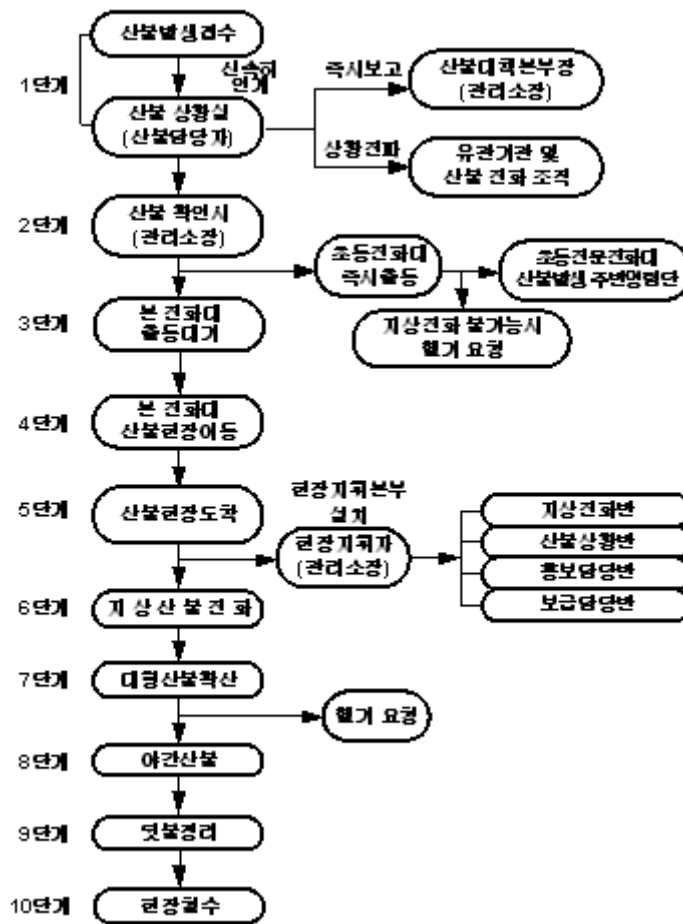 산불발생접수
1단계
신속히
인계
즉시보고
산불대책본부장
(관리소장)
산불 상황실
(산불담당자)
상황전파
유관기관 및
산불 진화 조직
2단계
산불 확인시
(관리소장)
초동진화대
즉시출동
초동전문진화대
산불발생 주변영림단
3단계
본 진화대
출동대기
지상진화 불가능시
헬기 요청
4단계
본 진화대
산불현장이동
5단계
산불현장도착
현장지휘본부
설치
현장지휘자
(관리소장)
지상진화반
산불상황반
홍보담당반
보급담당반
6단계
지 상 산 불 진 화
7단계
대형산불확산
헬기 요청
8단계
야간산불
9단계
뒷불정리
10단계
현장철수